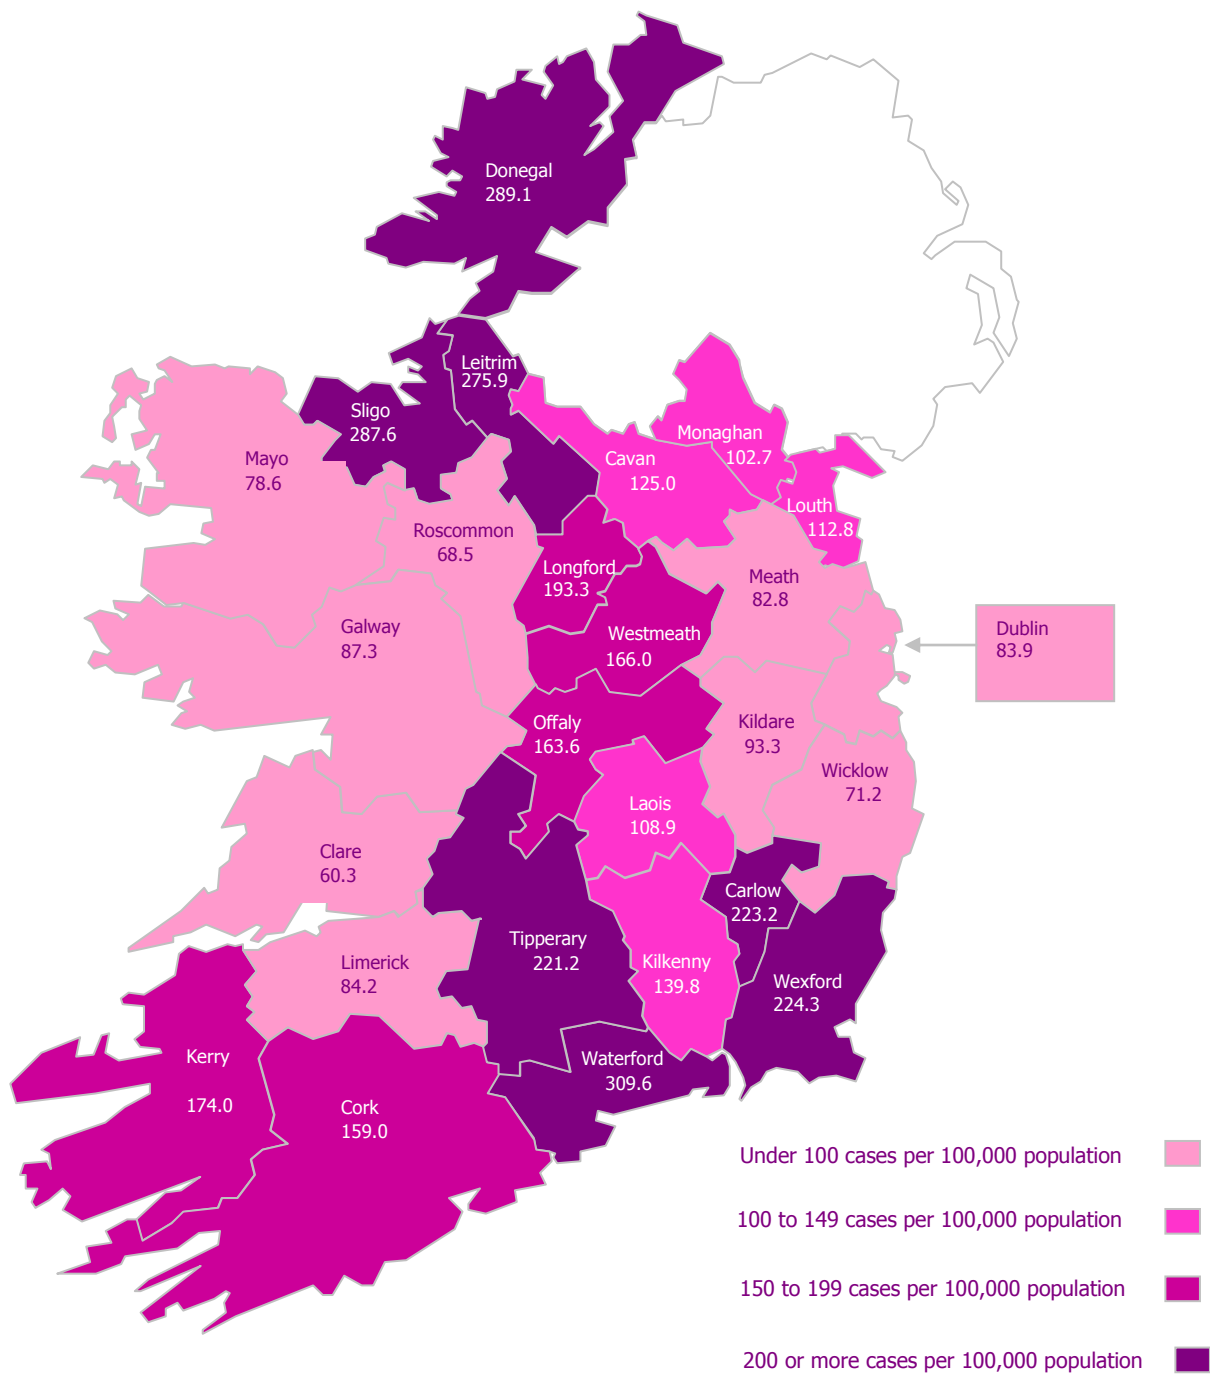 Donegal
289.1
Leitrim
275.9
Sligo
287.6
Monaghan
102.7
Mayo
78.6
Cavan
125.0
Louth
112.8
Roscommon
68.5
Longford
193.3
Meath
82.8
Galway
87.3
Westmeath
166.0
Dublin
83.9
Offaly
163.6
Kildare
93.3
Wicklow
71.2
Laois
108.9
Clare
60.3
Carlow
223.2
Tipperary
221.2
Limerick
84.2
Kilkenny
139.8
Wexford
224.3
Kerry
174.0
Waterford
309.6
Cork
159.0
Under 100 cases per 100,000 population
100 to 149 cases per 100,000 population
150 to 199 cases per 100,000 population
200 or more cases per 100,000 population